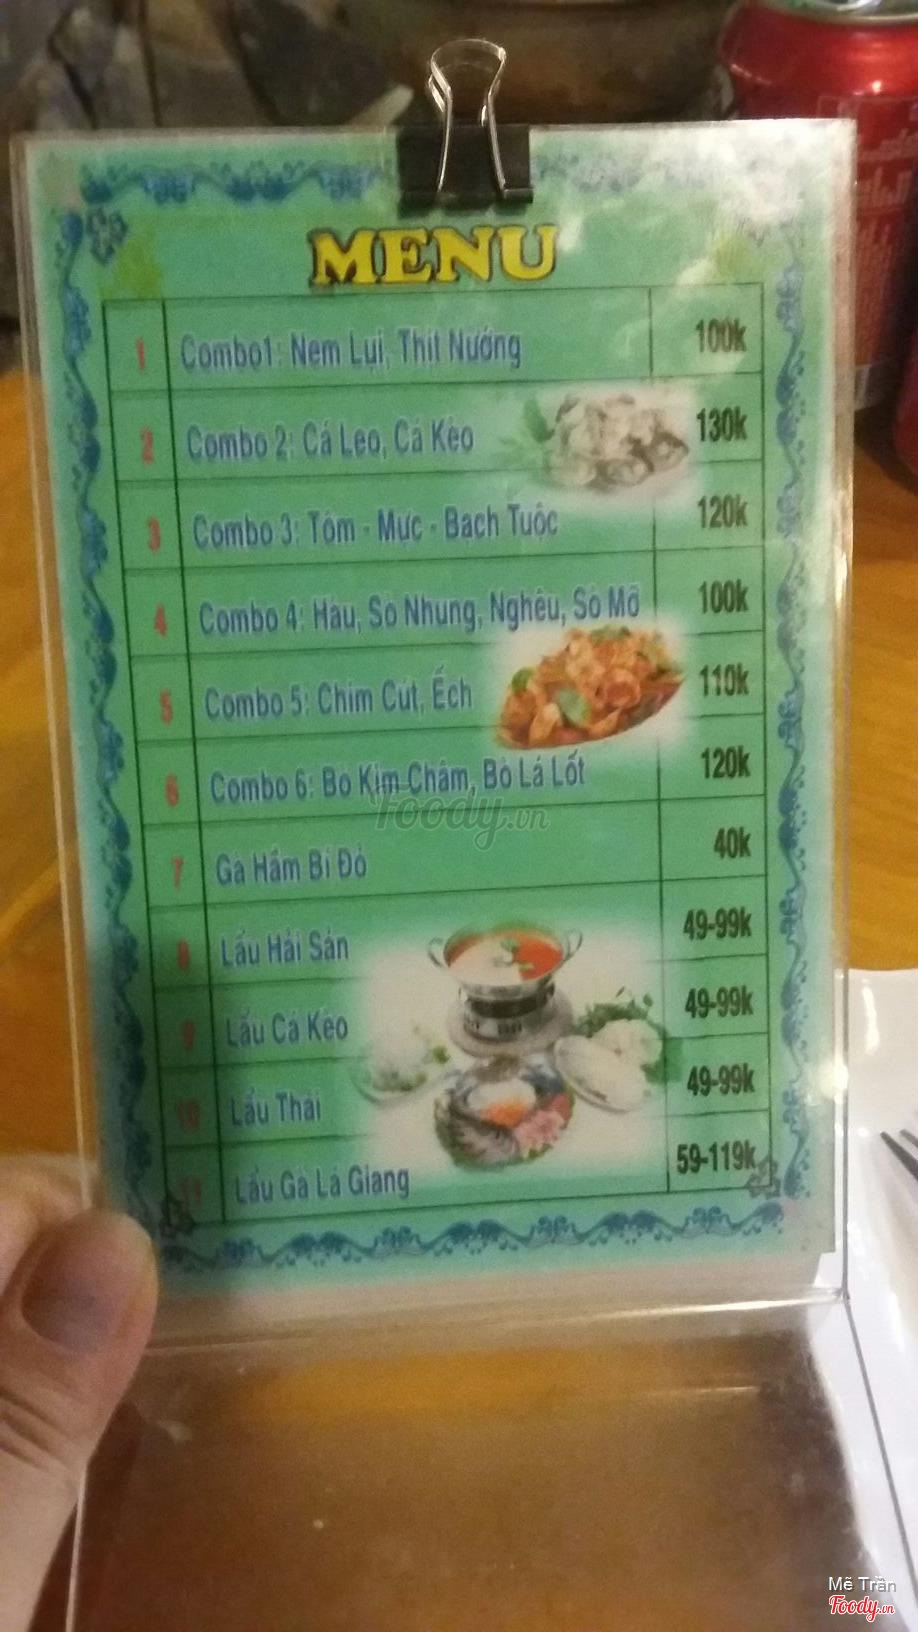 MENU
1 Combo1: Nem Lụi, Thịt Nướng 100k
2 Combo 2: Cá Leo, Cá Kèo 130k
3 Combo 3: Tôm - Mực - Bạch Tuộc 120k
4 Combo 4: Hàu, Sò Nhung, Nghêu, Sò Mỡ 100k
5 Combo 5: Chim Cút, Ếch 110k
6 Combo 6: Bò Kim Châm, Bò Lá Lốt 120k
Foody.vn
7 Gà Hầm Bí Đỏ 40k
8 Lẩu Hải Sản 49-99k
9 Lẩu Cá Kèo 49-99k
10 Lẩu Thái 49-99k
11 Lẩu Gà Lá Giang 59-119k
Mẽ Trần
Foody.vn